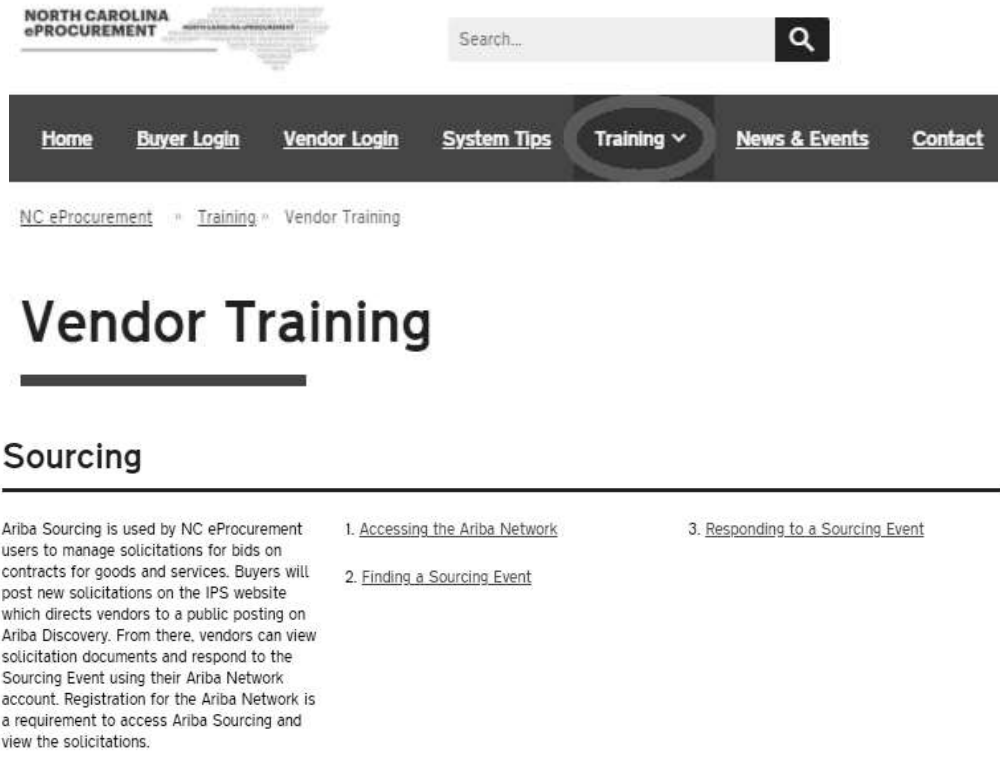 NORTH CAROLINA
ePROCUREMENT
NORTH CAROLINA ePROCUREMENT
Search...
Home Buyer Login Vendor Login System Tips Training News & Events Contact
NC eProcurement » Training » Vendor Training
Vendor Training
Sourcing
Ariba Sourcing is used by NC eProcurement
users to manage solicitations for bids on
contracts for goods and services. Buyers will
post new solicitations on the IPS website
which directs vendors to a public posting on
Ariba Discovery. From there, vendors can view
solicitation documents and respond to the
Sourcing Event using their Ariba Network
account. Registration for the Ariba Network is
a requirement to access Ariba Sourcing and
view the solicitations.
1. Accessing the Ariba Network
2. Finding a Sourcing Event
3. Responding to a Sourcing Event